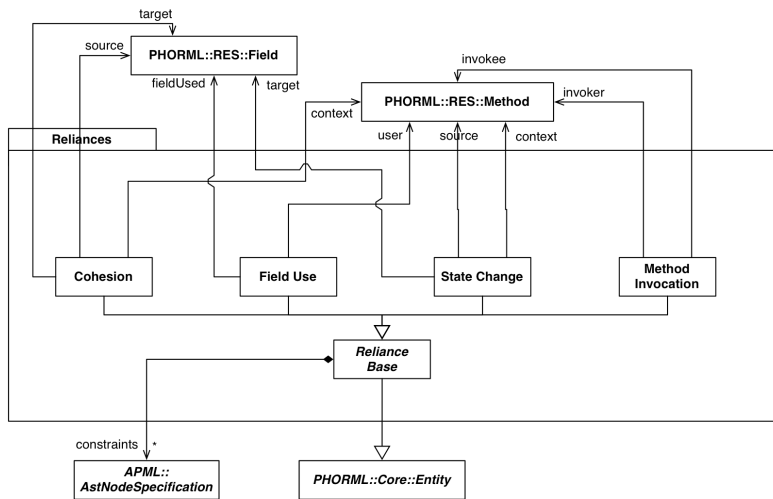 target
source
PHORML::RES::Field
fieldUsed
target
invokee
PHORML::RES::Method
invoker
context
user
source
context
Reliances
Cohesion
Field Use
State Change
Method
Invocation
Reliance
Base
constraints
*
APML::
AstNodeSpecification
PHORML::Core::Entity